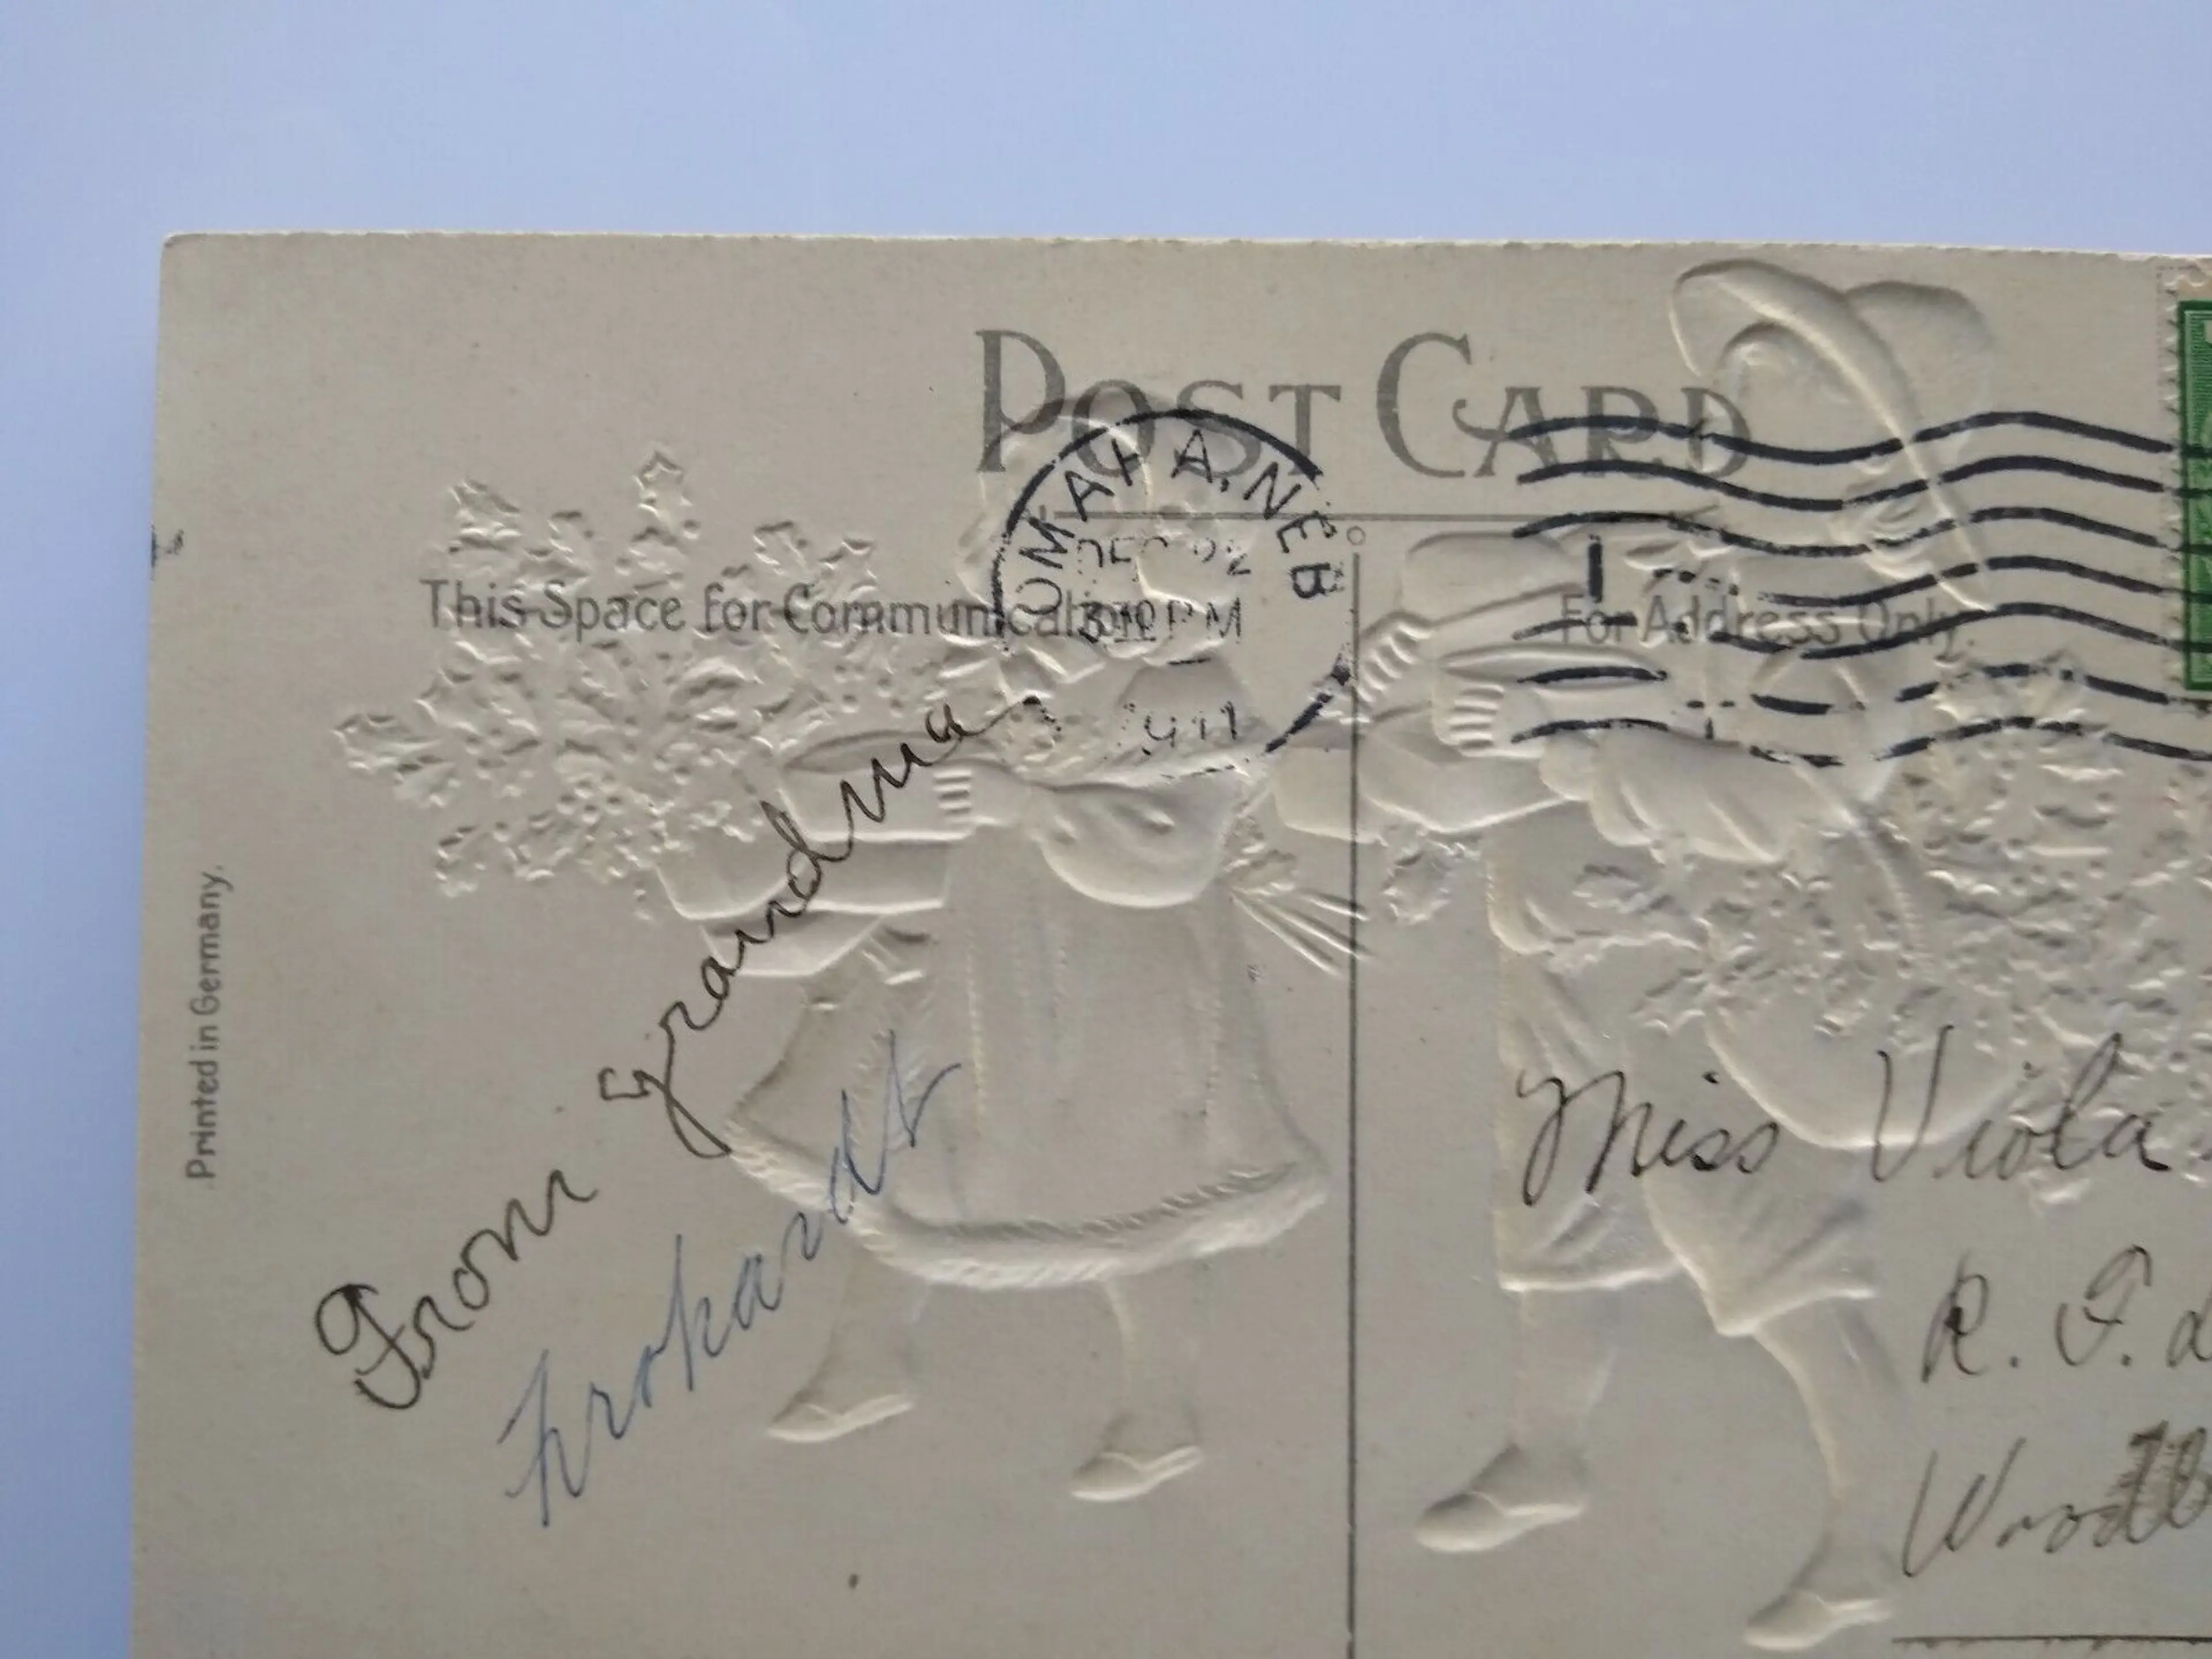 POST CARD
OMAHA, NEB
DEC 22
PM
1911
This Space for Communication
For Address Only.
Printed in Germany.
From Grandma
Miss Viola
R. F. d